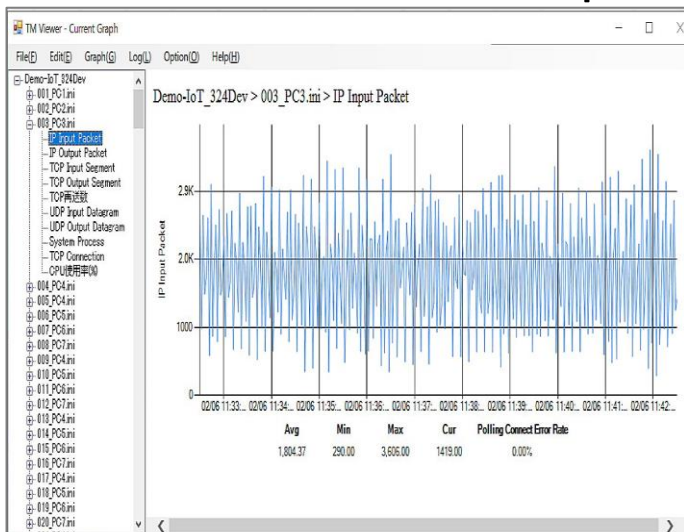 TM Viewer - Current Graph
File(F) Edit(E) Graph(G) Log(L) Option(O) Help(H)
Demo-IoT_324Dev
001_PC1.ini
002_PC2.ini
003_PC3.ini
IP Input Packet
IP Output Packet
TCP Input Segment
TCP Output Segment
TCP再送数
UDP Input Datagram
UDP Output Datagram
System Process
TCP Connection
CPU使用率(%)
004_PC4.ini
005_PC4.ini
006_PC5.ini
007_PC6.ini
008_PC7.ini
009_PC4.ini
010_PC5.ini
011_PC6.ini
012_PC7.ini
013_PC4.ini
014_PC5.ini
015_PC6.ini
016_PC7.ini
017_PC4.ini
018_PC5.ini
019_PC6.ini
020_PC7.ini
Demo-IoT_324Dev > 003_PC3.ini > IP Input Packet
IP Input Packet
2.9K
2.0K
1000
0
02/06 11:33:... 02/06 11:34:... 02/06 11:35:... 02/06 11:36:... 02/06 11:37:... 02/06 11:38:... 02/06 11:39:... 02/06 11:40:... 02/06 11:41:... 02/06 11:42:...
Avg Min Max Cur Polling Connect Error Rate
1,804.37 290.00 3,606.00 1419.00 0.00%